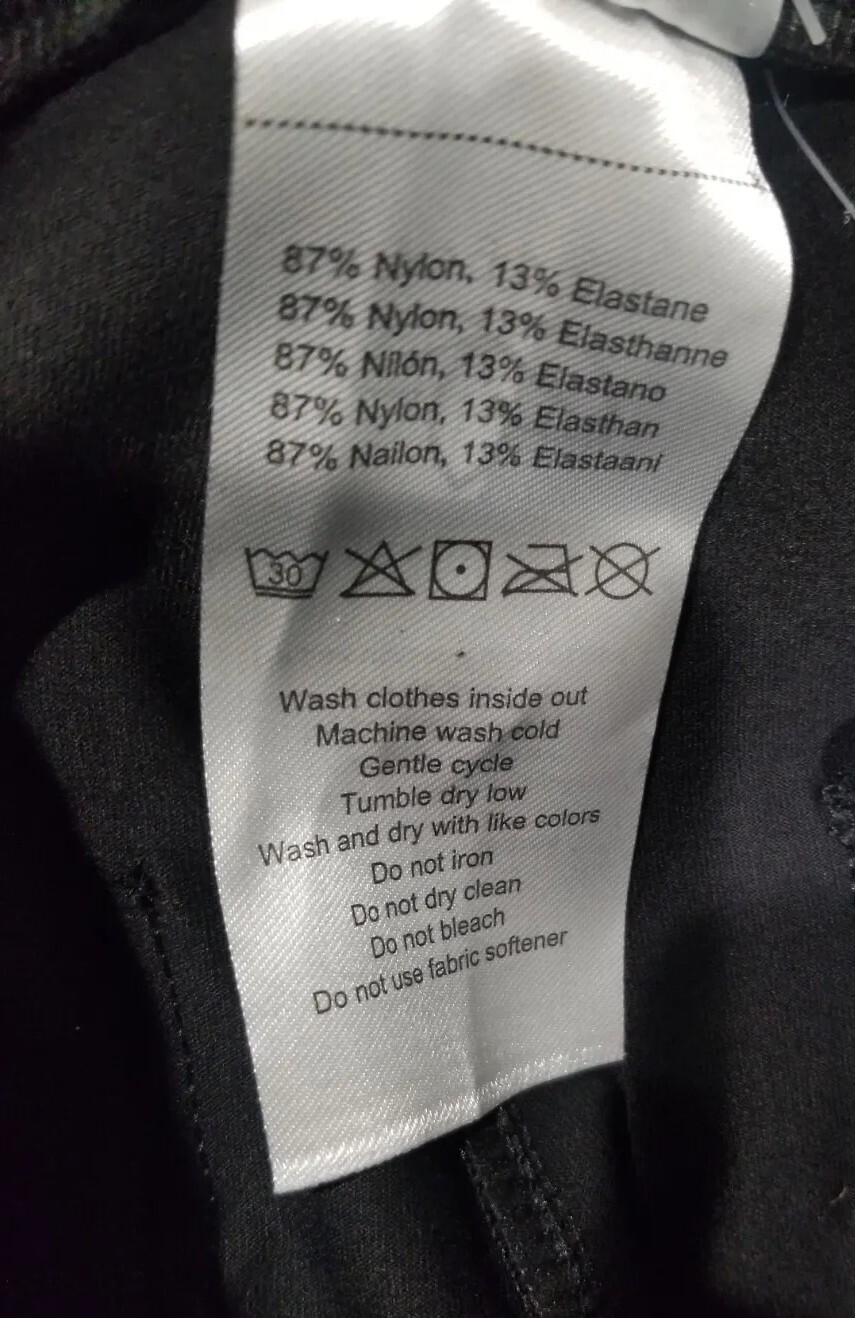 87% Nylon, 13% Elastane
87% Nylon, 13% Elasthanne
87% Nilón, 13% Elastano
87% Nylon, 13% Elasthan
87% Nailon, 13% Elastaani
30
Wash clothes inside out
Machine wash cold
Gentle cycle
Tumble dry low
Wash and dry with like colors
Do not iron
Do not dry clean
Do not bleach
Do not use fabric softener